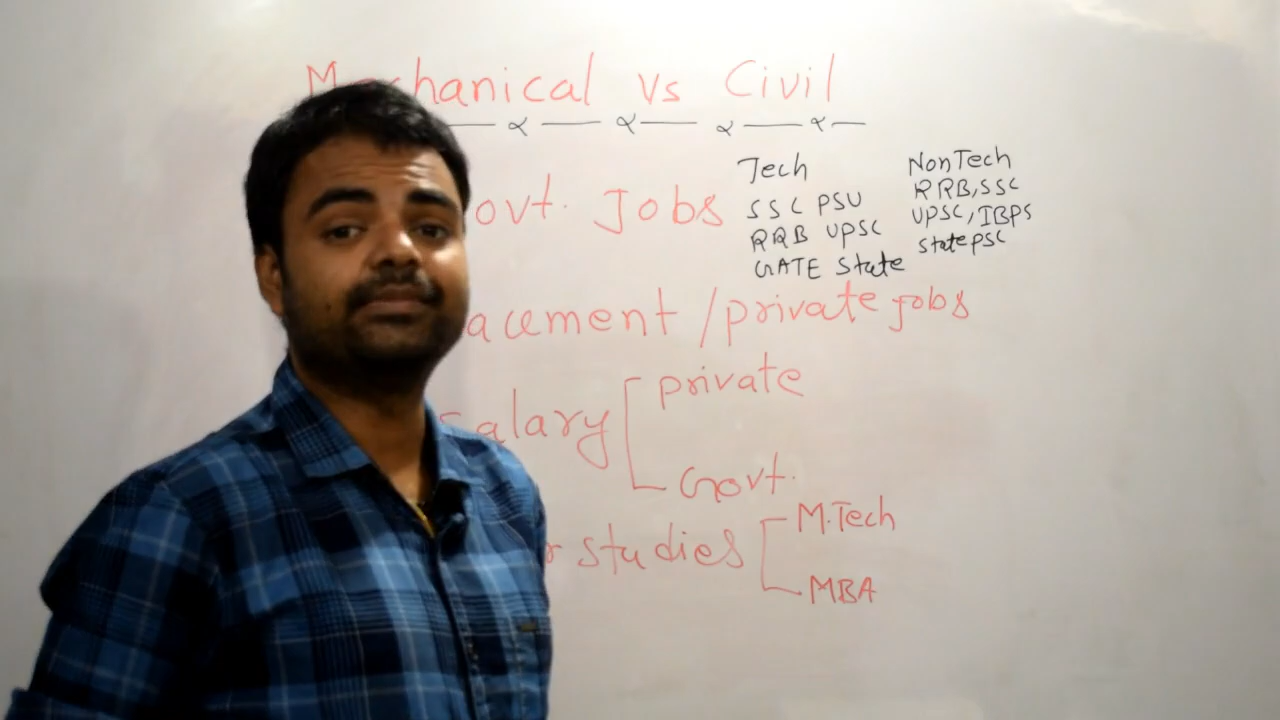 Mechanical Vs Civil
Tech
SSC PSU
RRB UPSC
GATE State
NonTech
RRB, SSC
UPSC, IBPS
State PSC
ovt. Jobs
acement / private jobs
Salary
private
Govt.
r studies
M.Tech
MBA